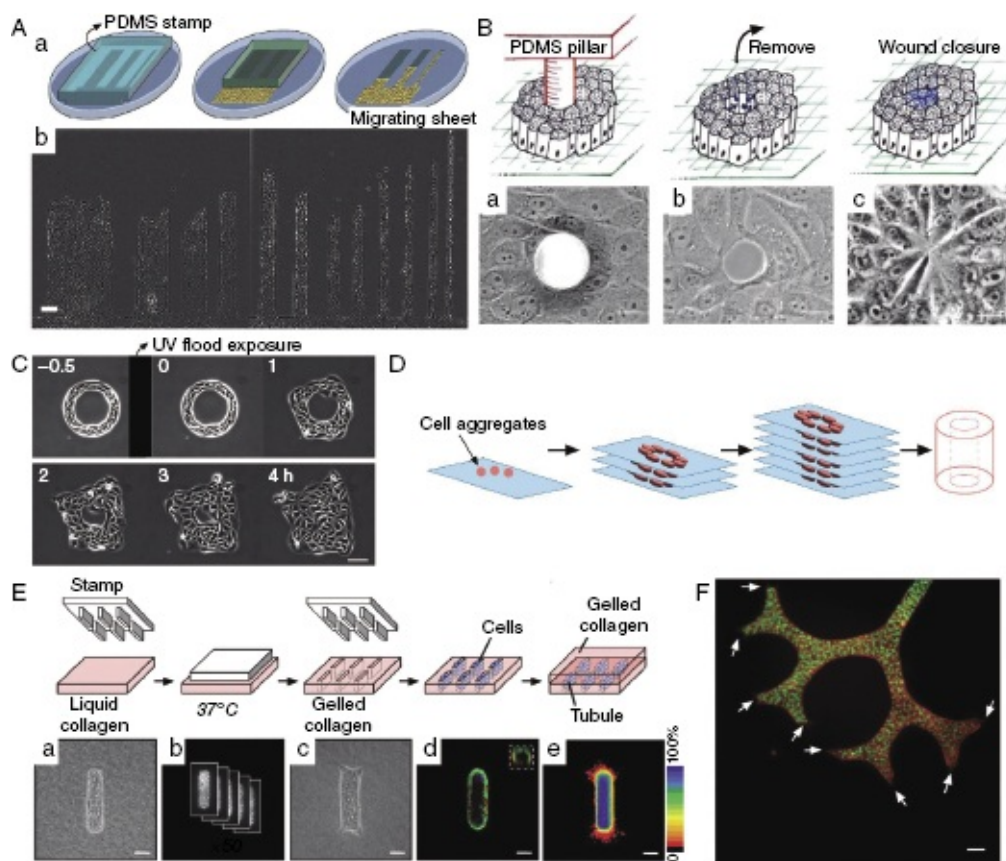 A
a
PDMS stamp
Migrating sheet
b
B
PDMS pillar
Remove
Wound closure
a
b
c
UV flood exposure
C
−0.5
0
1
2
3
4 h
D
Cell aggregates
E
Stamp
Liquid
collagen
37°C
Gelled
collagen
Cells
Gelled
collagen
Tubule
a
b
c
d
e
100%
0
F